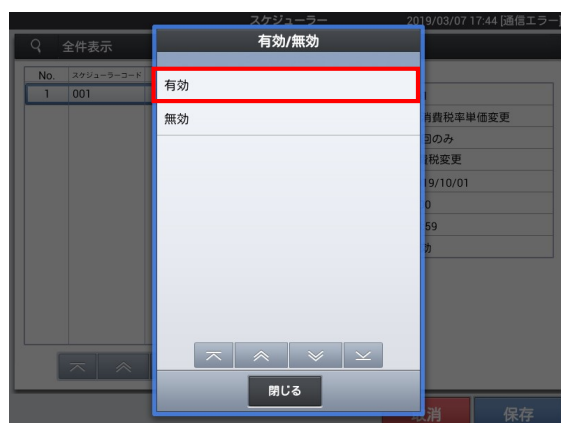 スケジューラー
2019/03/07 17:44 [通信エラー]
全件表示
有効/無効
No.
スケジューラーコード
1
001
有効
無効
消費税率単価変更
回のみ
税変更
19/10/01
0
59
効
閉じる
取消
保存